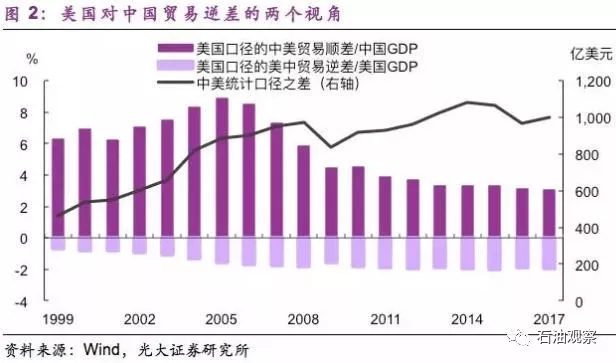 图 2：美国对中国贸易逆差的两个视角
% 亿美元
美国口径的中美贸易顺差/中国GDP
美国口径的美中贸易逆差/美国GDP
中美统计口径之差（右轴）
10 1,200
8 1,000
6 800
4 600
2 400
0
-2 200
-4 0
1999 2002 2005 2008 2011 2014 2017
资料来源：Wind，光大证券研究所
石油观察